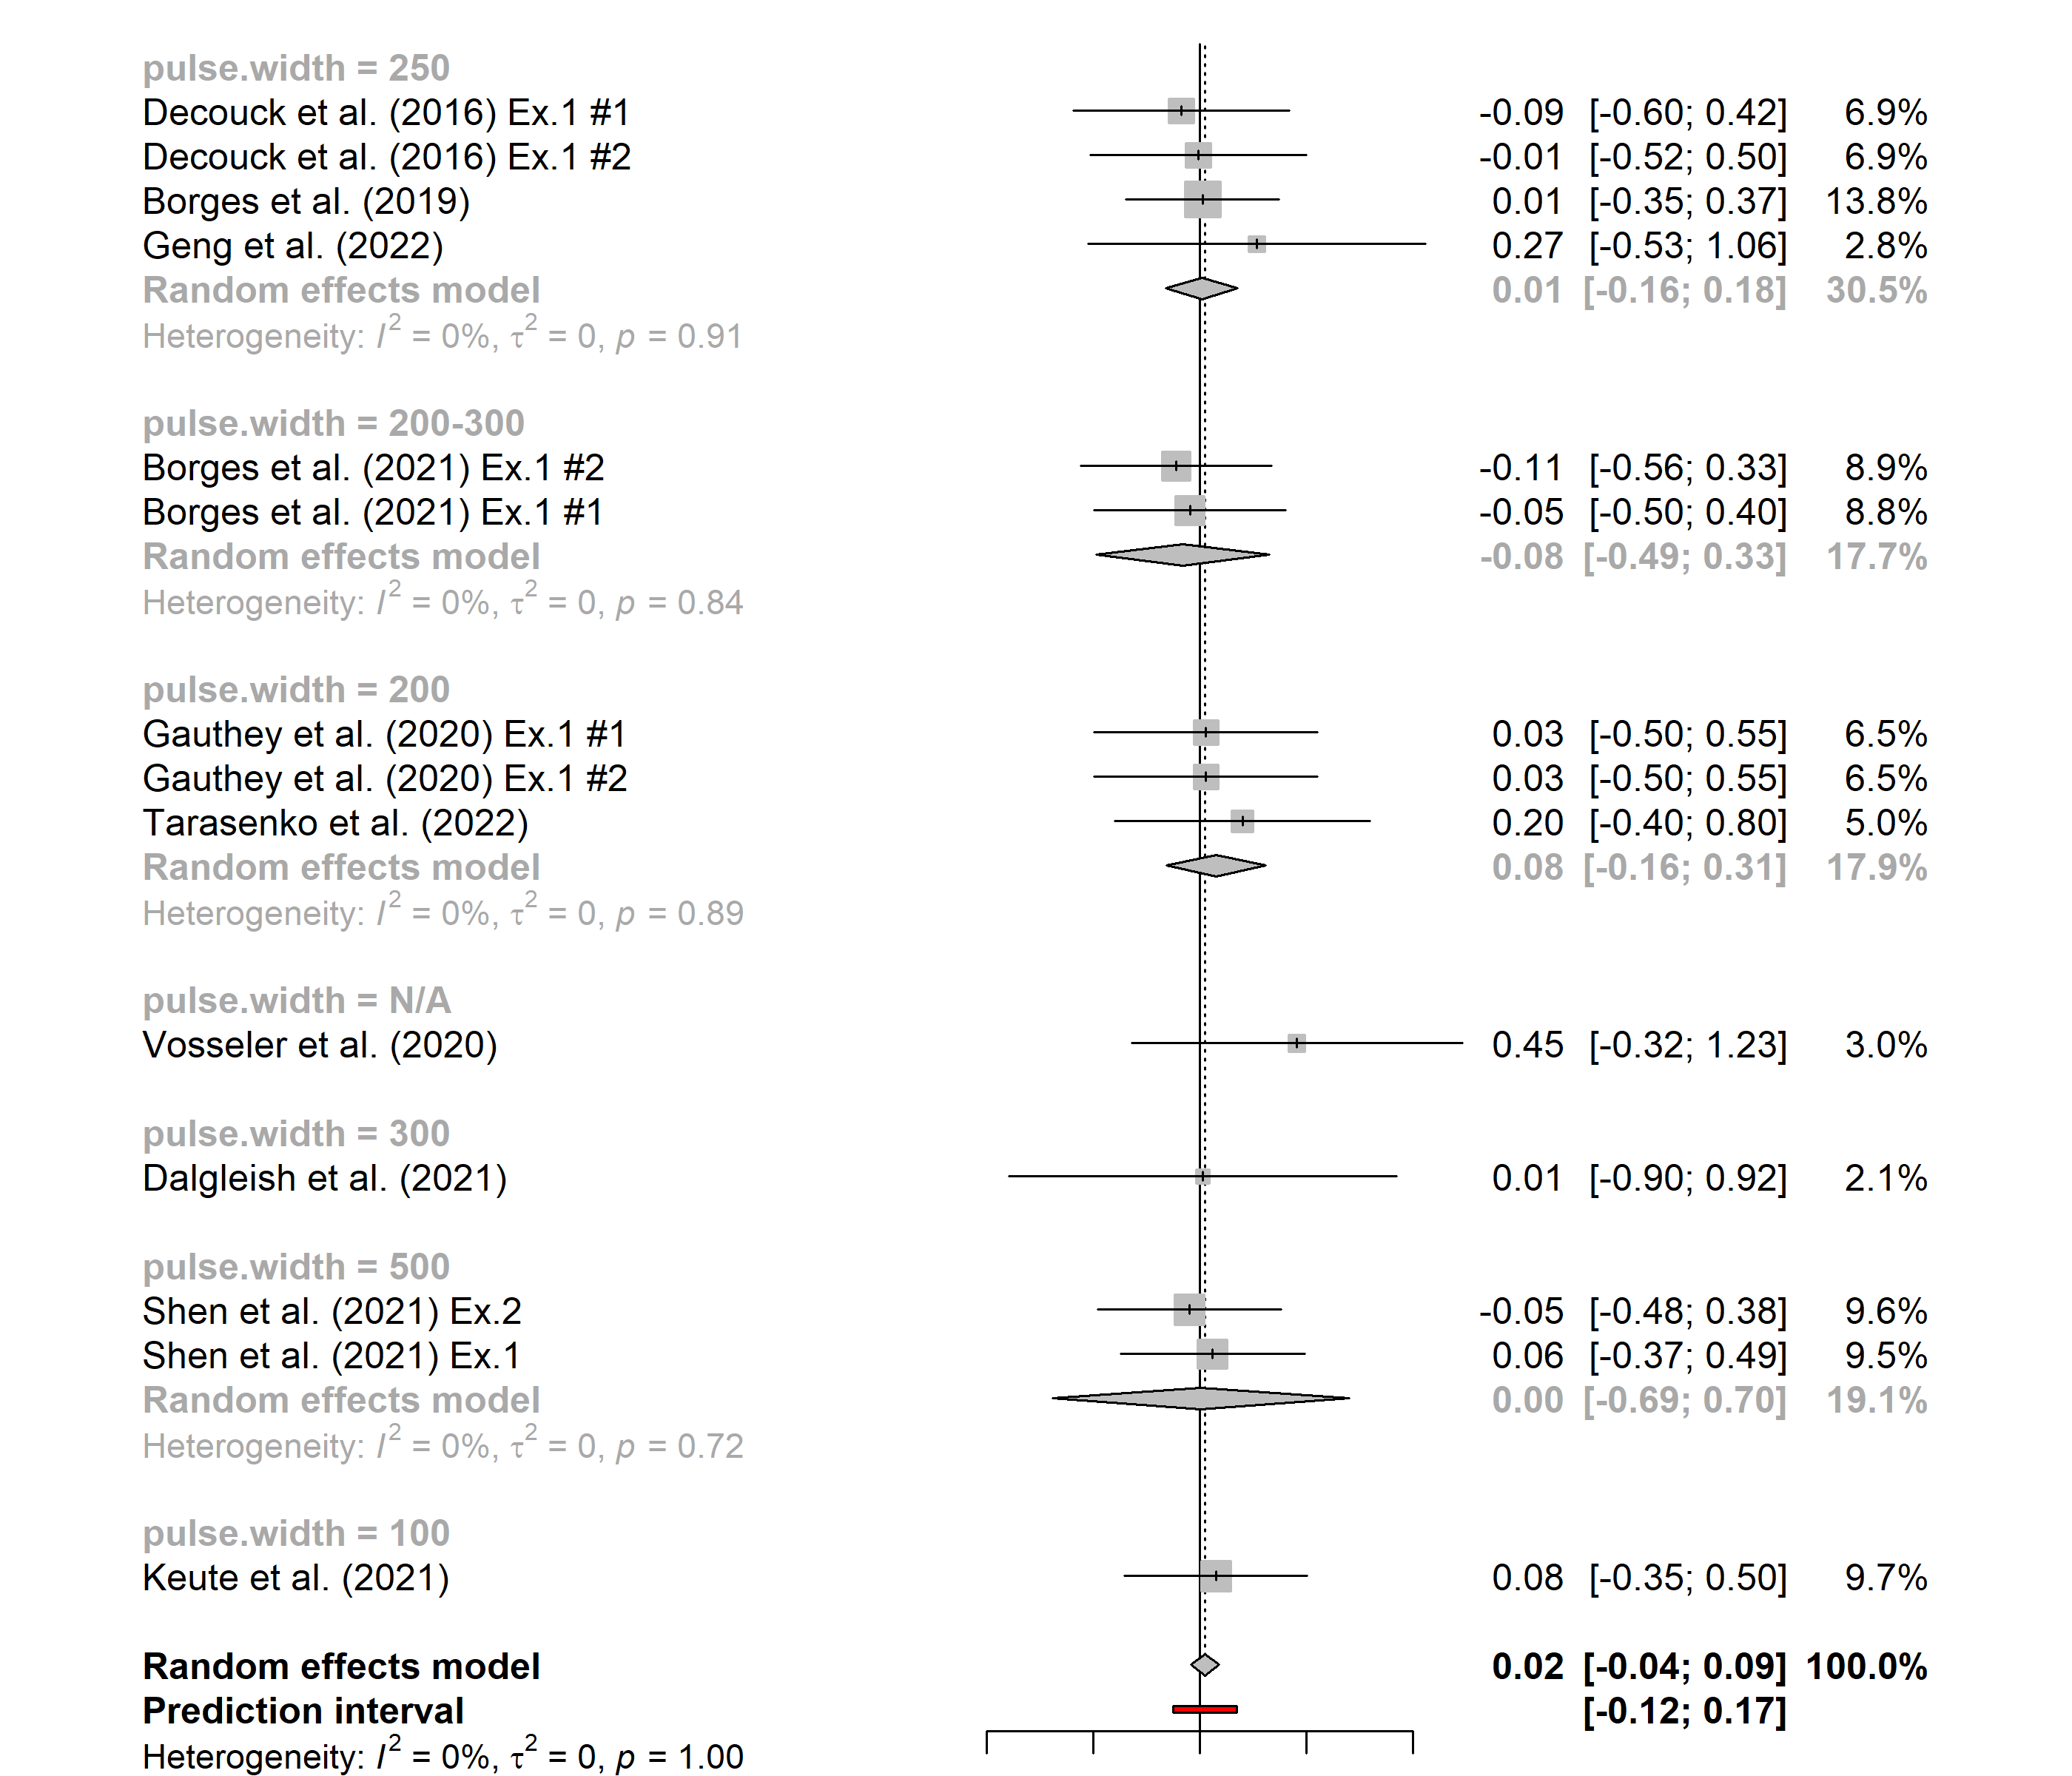 pulse.width = 250
Decouck et al. (2016) Ex.1 #1 -0.09 [-0.60; 0.42] 6.9%
Decouck et al. (2016) Ex.1 #2 -0.01 [-0.52; 0.50] 6.9%
Borges et al. (2019) 0.01 [-0.35; 0.37] 13.8%
Geng et al. (2022) 0.27 [-0.53; 1.06] 2.8%
Random effects model 0.01 [-0.16; 0.18] 30.5%
Heterogeneity: I² = 0%, τ² = 0, p = 0.91
pulse.width = 200-300
Borges et al. (2021) Ex.1 #2 -0.11 [-0.56; 0.33] 8.9%
Borges et al. (2021) Ex.1 #1 -0.05 [-0.50; 0.40] 8.8%
Random effects model -0.08 [-0.49; 0.33] 17.7%
Heterogeneity: I² = 0%, τ² = 0, p = 0.84
pulse.width = 200
Gauthey et al. (2020) Ex.1 #1 0.03 [-0.50; 0.55] 6.5%
Gauthey et al. (2020) Ex.1 #2 0.03 [-0.50; 0.55] 6.5%
Tarasenko et al. (2022) 0.20 [-0.40; 0.80] 5.0%
Random effects model 0.08 [-0.16; 0.31] 17.9%
Heterogeneity: I² = 0%, τ² = 0, p = 0.89
pulse.width = N/A
Vosseler et al. (2020) 0.45 [-0.32; 1.23] 3.0%
pulse.width = 300
Dalgleish et al. (2021) 0.01 [-0.90; 0.92] 2.1%
pulse.width = 500
Shen et al. (2021) Ex.2 -0.05 [-0.48; 0.38] 9.6%
Shen et al. (2021) Ex.1 0.06 [-0.37; 0.49] 9.5%
Random effects model 0.00 [-0.69; 0.70] 19.1%
Heterogeneity: I² = 0%, τ² = 0, p = 0.72
pulse.width = 100
Keute et al. (2021) 0.08 [-0.35; 0.50] 9.7%
Random effects model 0.02 [-0.04; 0.09] 100.0%
Prediction interval [-0.12; 0.17]
Heterogeneity: I² = 0%, τ² = 0, p = 1.00